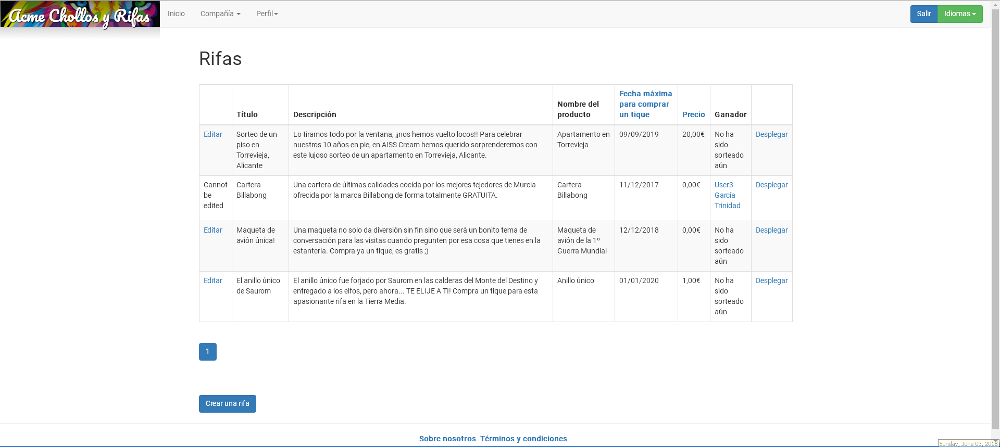 Acme Chollos y Rifas
Inicio
Compañía
Perfil
Salir
Idiomas
Rifas
Título
Descripción
Nombre del
producto
Fecha máxima
para comprar
un tique
Precio
Ganador
Editar
Sorteo de un
piso en
Torrevieja,
Alicante
Lo tiramos todo por la ventana, ¡¡nos hemos vuelto locos!! Para celebrar
nuestros 10 años en pie, en AISS Cream hemos querido sorprenderemos con
este lujoso sorteo de un apartamento en Torrevieja, Alicante.
Apartamento en
Torrevieja
09/09/2019
20,00€
No ha
sido
sorteado
aún
Desplegar
Cannot
be
edited
Cartera
Billabong
Una cartera de últimas calidades cocida por los mejores tejedores de Murcia
ofrecida por la marca Billabong de forma totalmente GRATUITA.
Cartera
Billabong
11/12/2017
0,00€
User3
García
Trinidad
Desplegar
Editar
Maqueta de
avión única!
Una maqueta no solo da diversión sin fin sino que será un bonito tema de
conversación para las visitas cuando pregunten por esa cosa que tienes en la
estantería. Compra ya un tique, es gratis ;)
Maqueta de
avión de la 1º
Guerra Mundial
12/12/2018
0,00€
No ha
sido
sorteado
aún
Desplegar
Editar
El anillo único
de Saurom
El anillo único fue forjado por Saurom en las calderas del Monte del Destino y
entregado a los elfos, pero ahora... TE ELIJE A TI! Compra un tique para esta
apasionante rifa en la Tierra Media.
Anillo único
01/01/2020
1,00€
No ha
sido
sorteado
aún
Desplegar
1
Crear una rifa
Sobre nosotros Términos y condiciones
Sunday, June 03, 2018